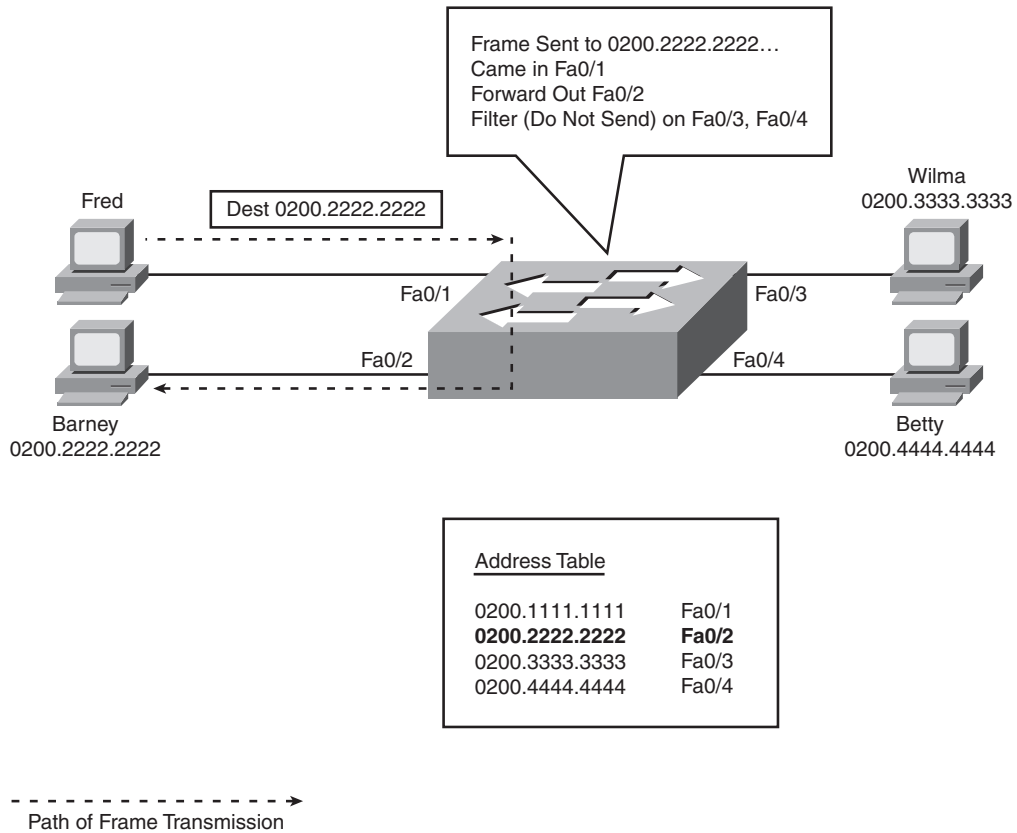 Frame Sent to 0200.2222.2222…
Came in Fa0/1
Forward Out Fa0/2
Filter (Do Not Send) on Fa0/3, Fa0/4
Fred
Dest 0200.2222.2222
Wilma
0200.3333.3333
Fa0/1
Fa0/3
Fa0/2
Fa0/4
Barney
0200.2222.2222
Betty
0200.4444.4444
Address Table
0200.1111.1111 Fa0/1
0200.2222.2222 Fa0/2
0200.3333.3333 Fa0/3
0200.4444.4444 Fa0/4
Path of Frame Transmission